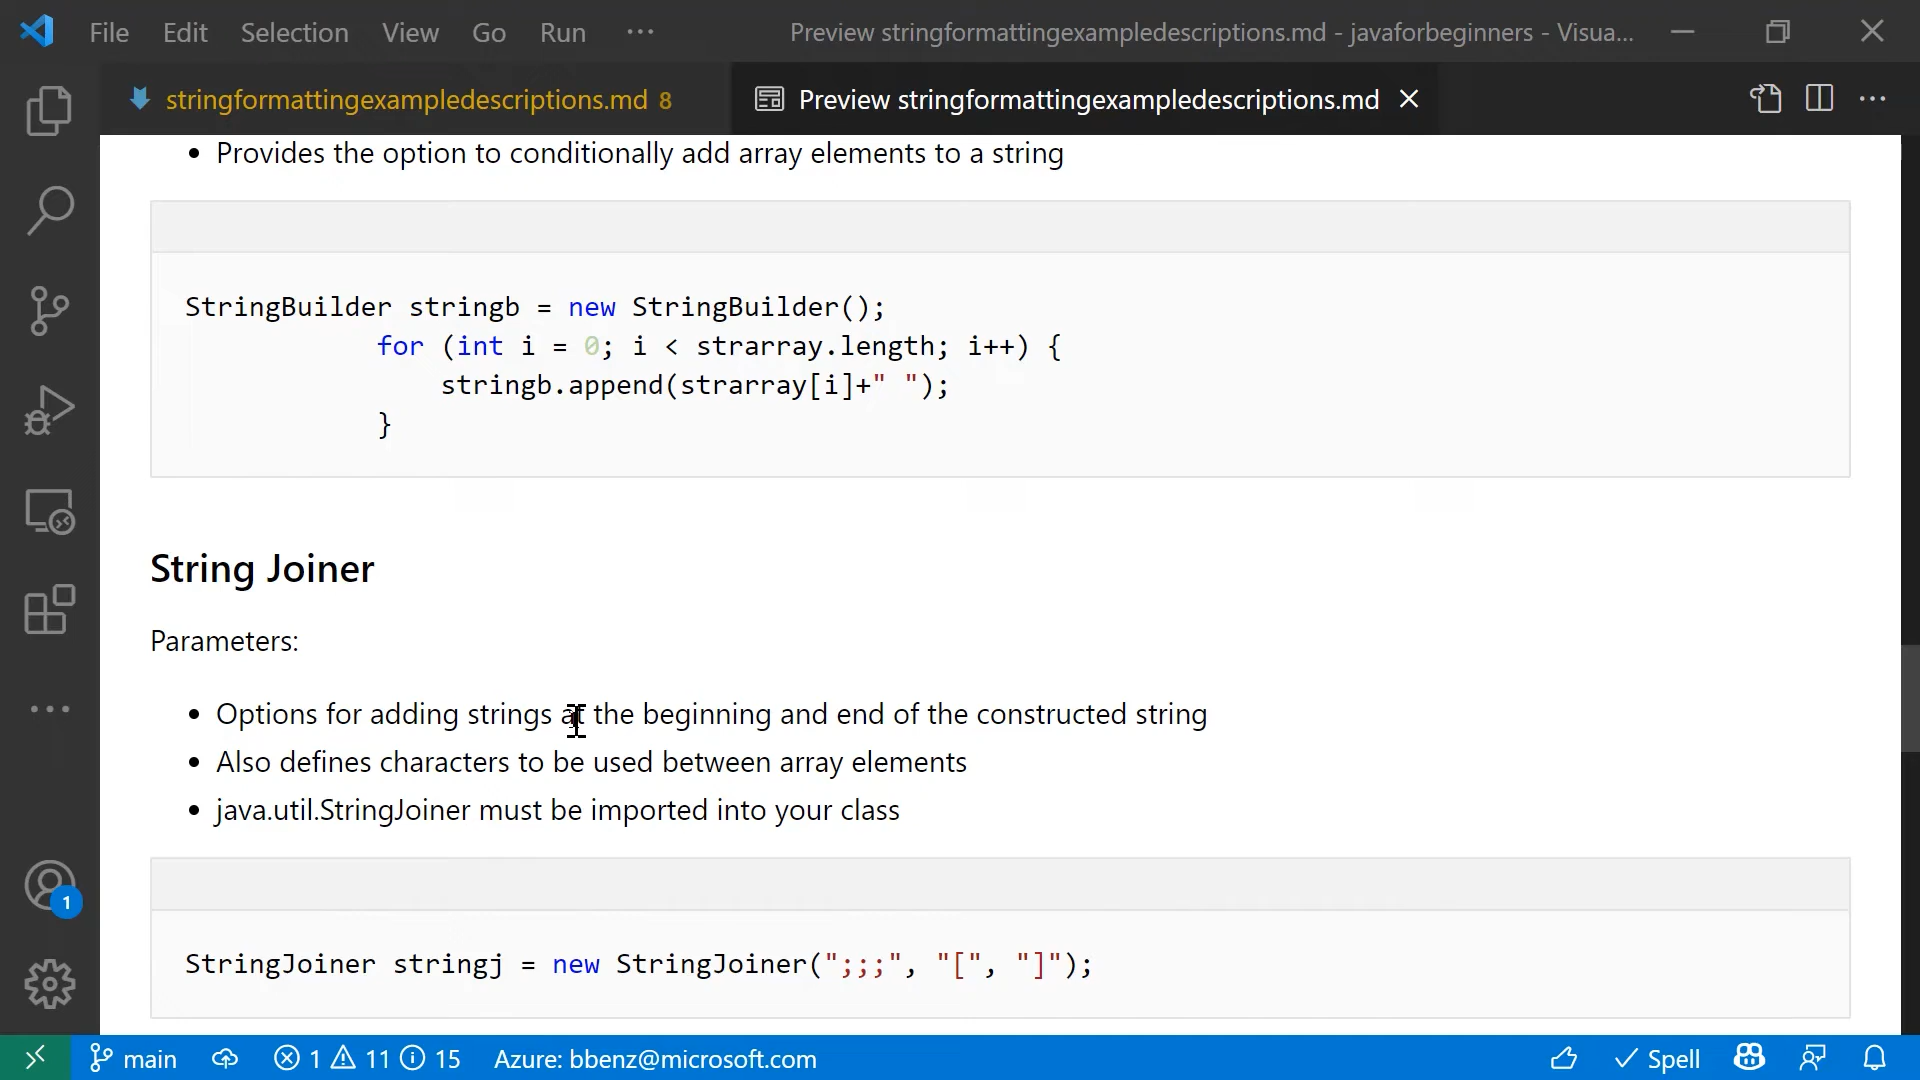 File Edit Selection View Go Run ··· Preview stringformattingexampledescriptions.md - javaforbeginners - Visua...
stringformattingexampledescriptions.md 8 Preview stringformattingexampledescriptions.md
• Provides the option to conditionally add array elements to a string
StringBuilder stringb = new StringBuilder();
for (int i = 0; i < strarray.length; i++) {
stringb.append(strarray[i]+" ");
}
String Joiner
Parameters:
• Options for adding strings at the beginning and end of the constructed string
• Also defines characters to be used between array elements
• java.util.StringJoiner must be imported into your class
StringJoiner stringj = new StringJoiner(";;;", "[", "]");
1
main 1 11 15 Azure: bbenz@microsoft.com Spell